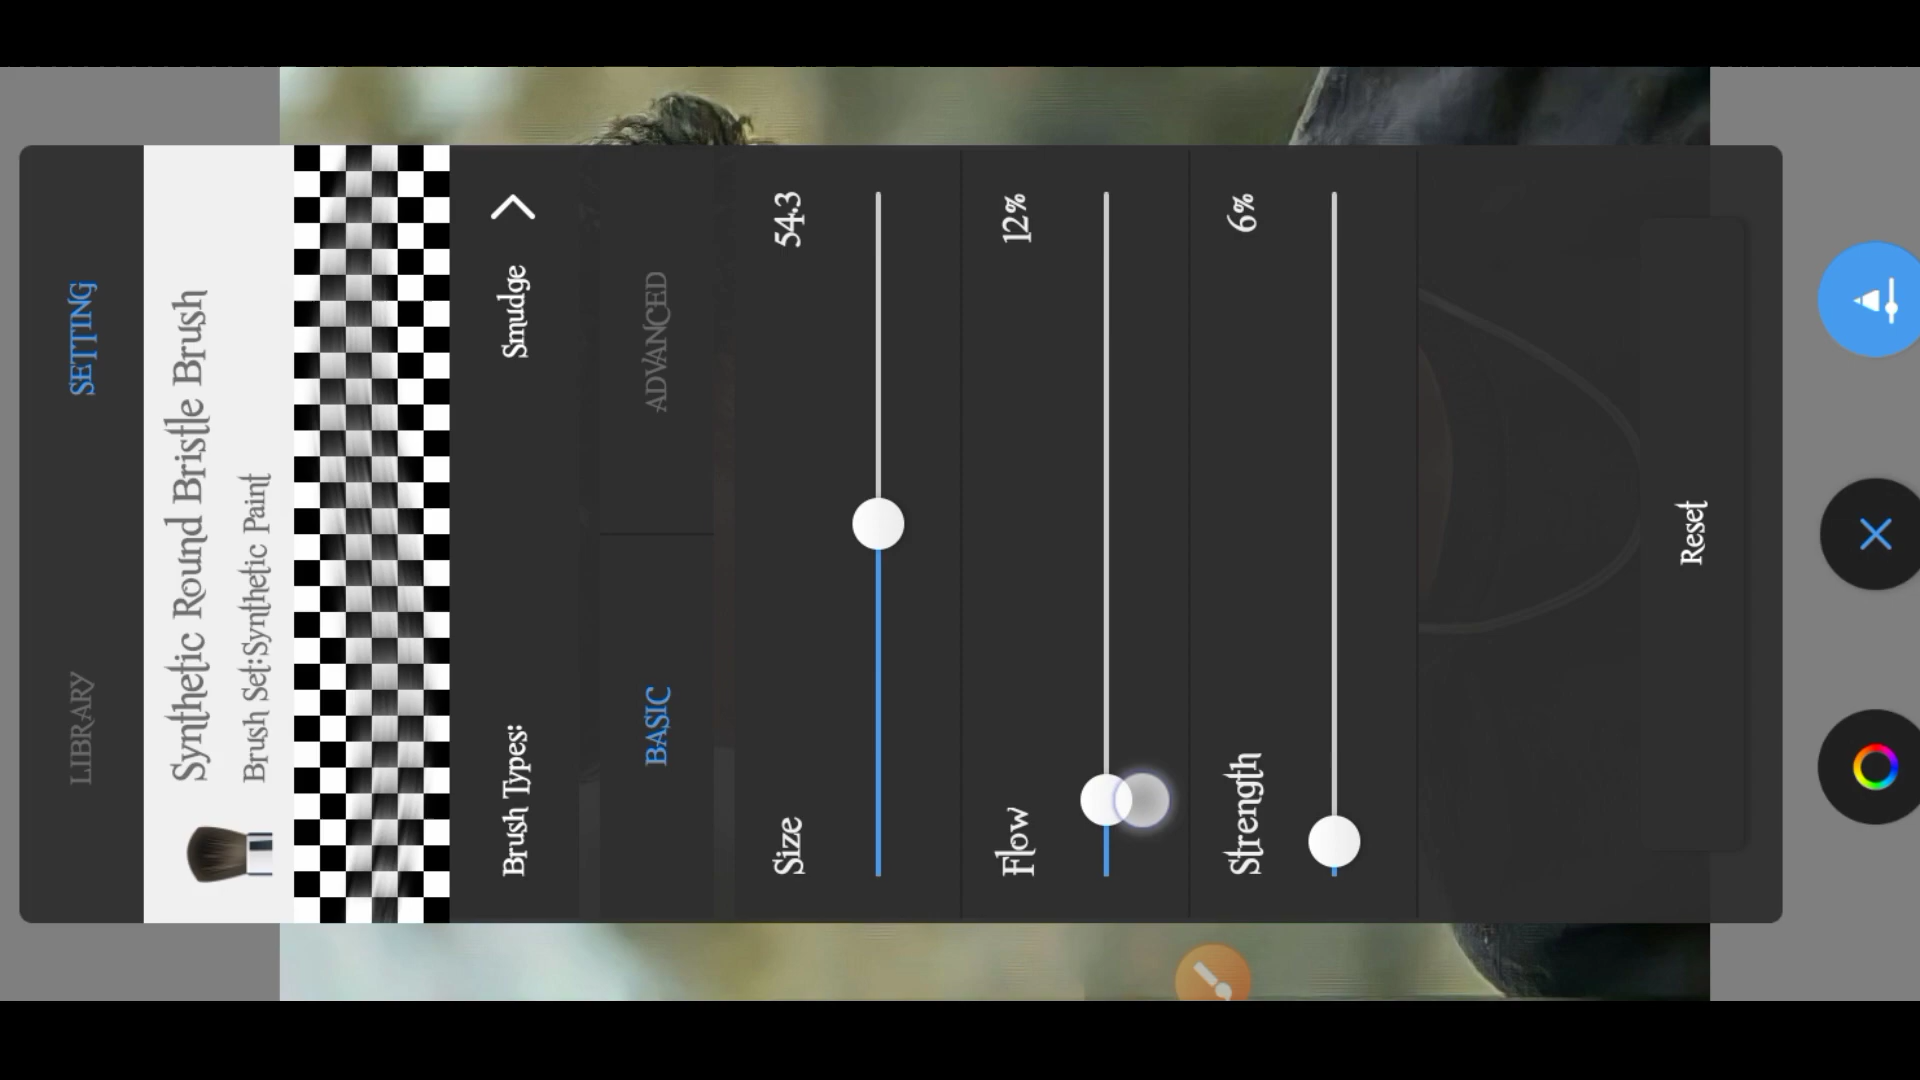 LIBRARY SETTING
Synthetic Round Bristle Brush
Brush Set:Synthetic Paint
Brush Types: Smudge
BASIC ADVANCED
Size 54.3
Flow 12%
Strength 6%
Reset